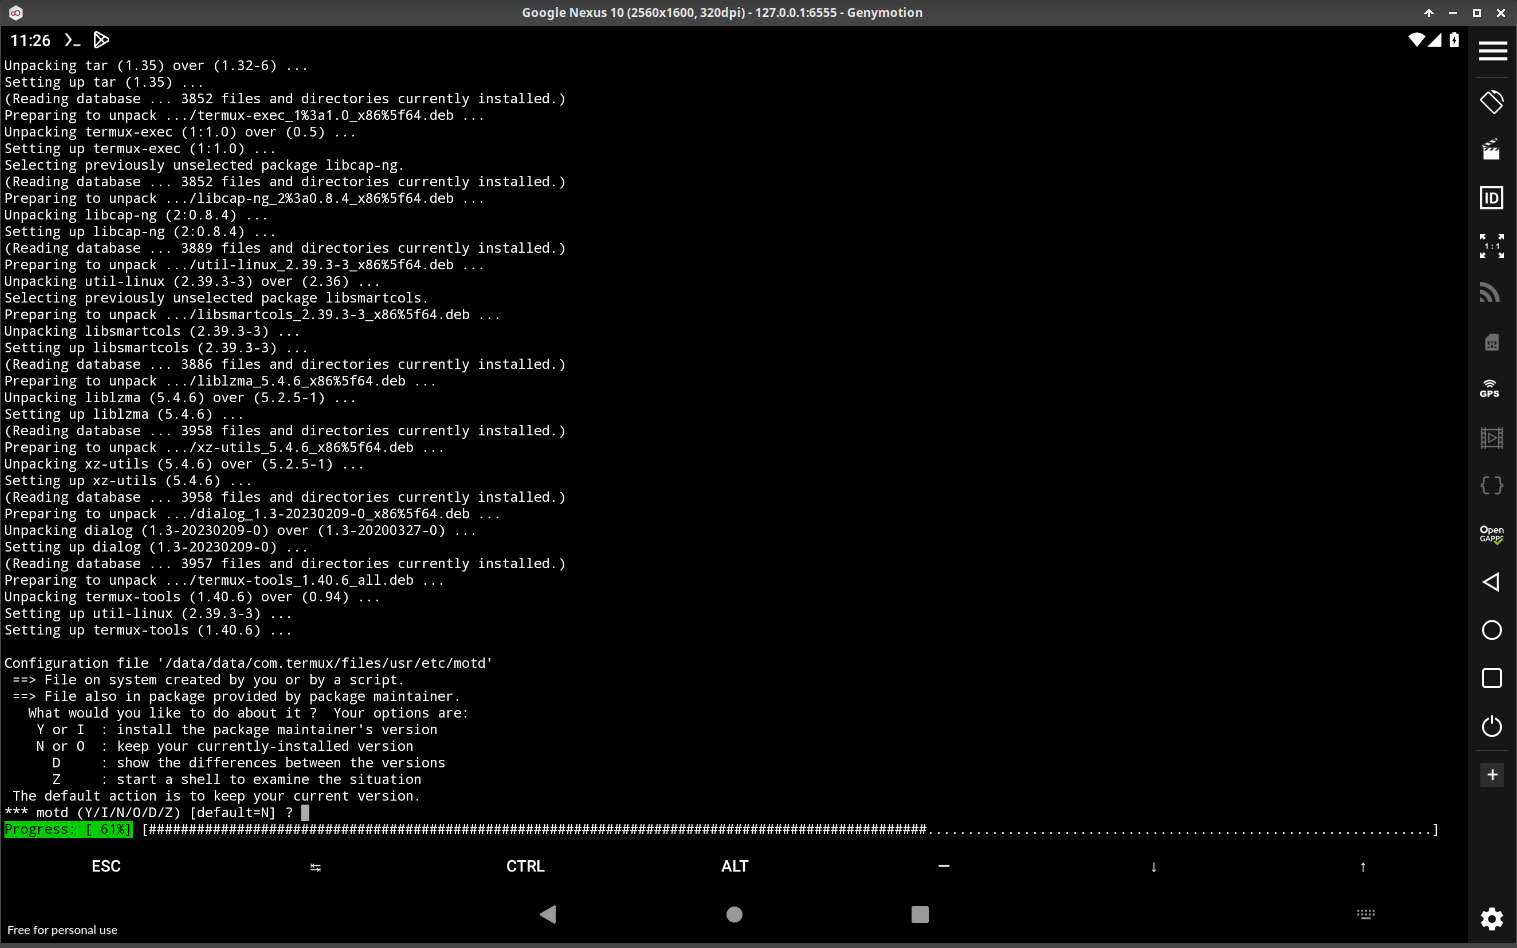 Google Nexus 10 (2560x1600, 320dpi) - 127.0.0.1:6555 - Genymotion
11:26
Unpacking tar (1.35) over (1.32-6) ...
Setting up tar (1.35) ...
(Reading database ... 3852 files and directories currently installed.)
Preparing to unpack .../termux-exec_1%3a1.0_x86%5f64.deb ...
Unpacking termux-exec (1:1.0) over (0.5) ...
Setting up termux-exec (1:1.0) ...
Selecting previously unselected package libcap-ng.
(Reading database ... 3852 files and directories currently installed.)
Preparing to unpack .../libcap-ng_2%3a0.8.4_x86%5f64.deb ...
Unpacking libcap-ng (2:0.8.4) ...
Setting up libcap-ng (2:0.8.4) ...
(Reading database ... 3889 files and directories currently installed.)
Preparing to unpack .../util-linux_2.39.3-3_x86%5f64.deb ...
Unpacking util-linux (2.39.3-3) over (2.36) ...
Selecting previously unselected package libsmartcols.
Preparing to unpack .../libsmartcols_2.39.3-3_x86%5f64.deb ...
Unpacking libsmartcols (2.39.3-3) ...
Setting up libsmartcols (2.39.3-3) ...
(Reading database ... 3886 files and directories currently installed.)
Preparing to unpack .../liblzma_5.4.6_x86%5f64.deb ...
Unpacking liblzma (5.4.6) over (5.2.5-1) ...
Setting up liblzma (5.4.6) ...
(Reading database ... 3958 files and directories currently installed.)
Preparing to unpack .../xz-utils_5.4.6_x86%5f64.deb ...
Unpacking xz-utils (5.4.6) over (5.2.5-1) ...
Setting up xz-utils (5.4.6) ...
(Reading database ... 3958 files and directories currently installed.)
Preparing to unpack .../dialog_1.3-20230209-0_x86%5f64.deb ...
Unpacking dialog (1.3-20230209-0) over (1.3-20200327-0) ...
Setting up dialog (1.3-20230209-0) ...
(Reading database ... 3957 files and directories currently installed.)
Preparing to unpack .../termux-tools_1.40.6_all.deb ...
Unpacking termux-tools (1.40.6) over (0.94) ...
Setting up util-linux (2.39.3-3) ...
Setting up termux-tools (1.40.6) ...
Configuration file '/data/data/com.termux/files/usr/etc/motd'
==> File on system created by you or by a script.
==> File also in package provided by package maintainer.
What would you like to do about it ?  Your options are:
Y or I  : install the package maintainer's version
N or O  : keep your currently-installed version
D     : show the differences between the versions
Z     : start a shell to examine the situation
The default action is to keep your current version.
*** motd (Y/I/N/O/D/Z) [default=N] ?
Progress: [ 61%] [#################################################################################################...............................................................]
ESC ↹ CTRL ALT — ↓ ↑
Free for personal use
ID
1:1
GPS
Open
GAPPS